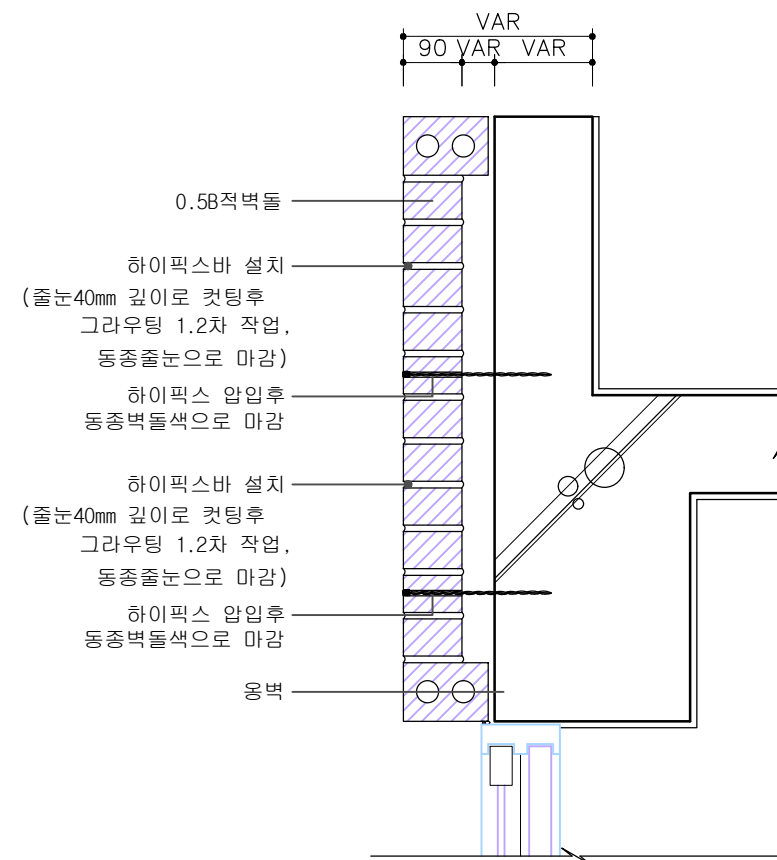 VAR
90 VAR VAR
0.5B적벽돌
하이픽스바 설치
(줄눈40mm 깊이로 컷팅후
그라우팅 1.2차 작업,
동종줄눈으로 마감)
하이픽스 압입후
동종벽돌색으로 마감
하이픽스바 설치
(줄눈40mm 깊이로 컷팅후
그라우팅 1.2차 작업,
동종줄눈으로 마감)
하이픽스 압입후
동종벽돌색으로 마감
옹벽